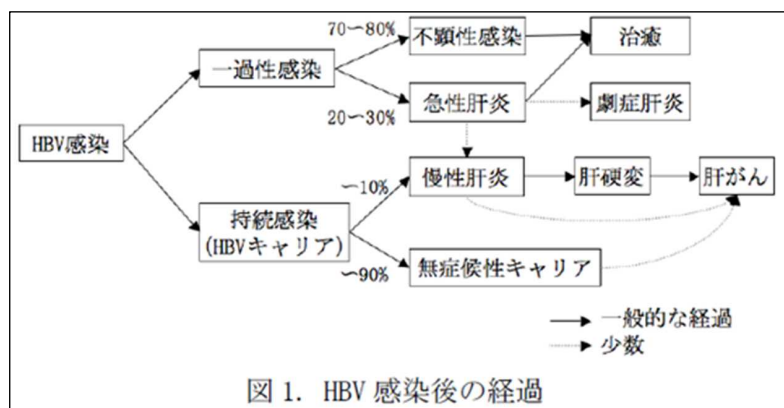 70～80%
不顕性感染
治癒
一過性感染
20～30%
急性肝炎
劇症肝炎
HBV感染
～10%
慢性肝炎
肝硬変
肝がん
持続感染
(HBVキャリア)
～90%
無症候性キャリア
一般的な経過
少数
図 1. HBV 感染後の経過